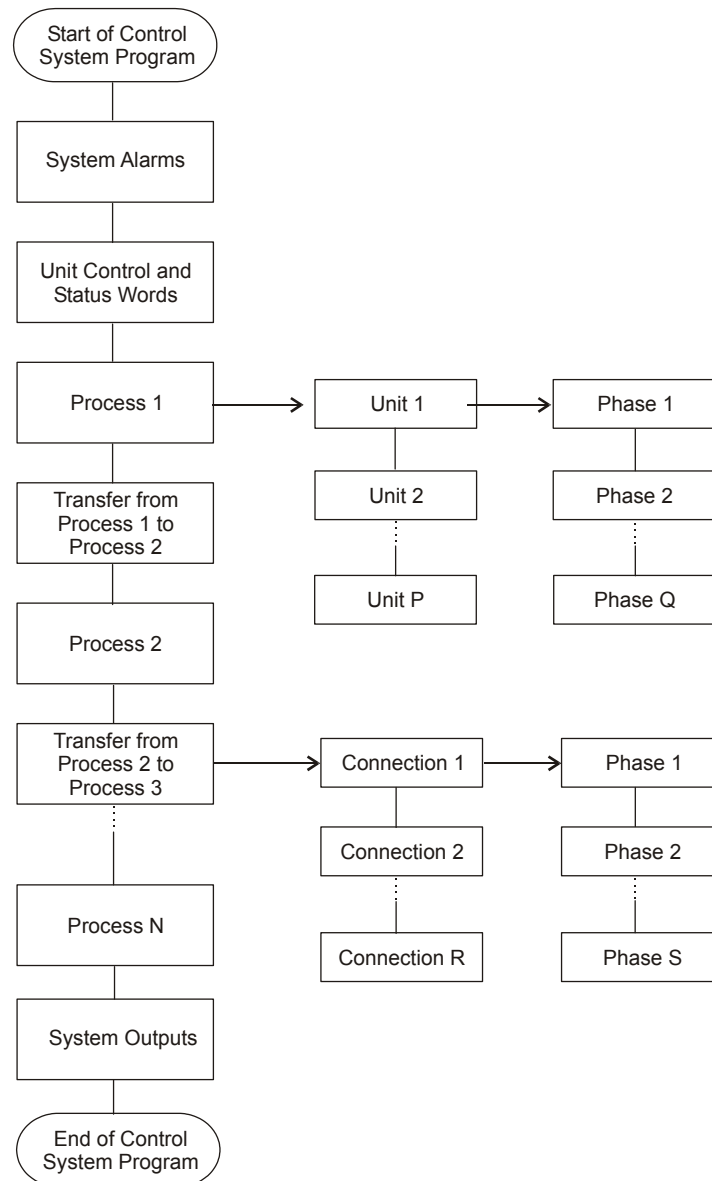 Start of Control
System Program
System Alarms
Unit Control and
Status Words
Process 1
Unit 1
Phase 1
Transfer from
Process 1 to
Process 2
Unit 2
Phase 2
Unit P
Phase Q
Process 2
Transfer from
Process 2 to
Process 3
Connection 1
Phase 1
Connection 2
Phase 2
Process N
Connection R
Phase S
System Outputs
End of Control
System Program